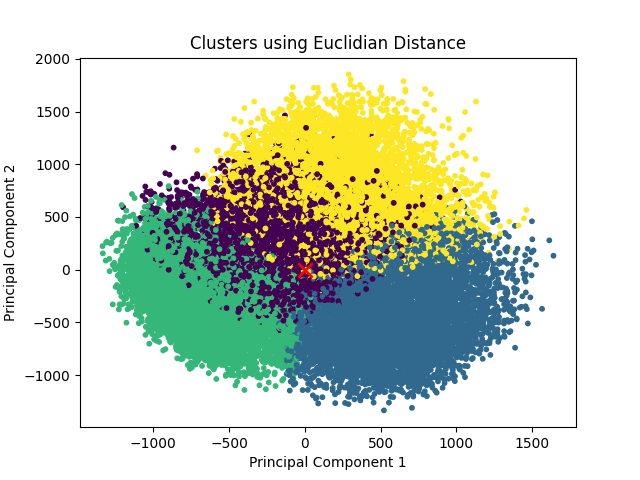 Clusters using Euclidian Distance
2000
1500
1000
500
0
−500
−1000
Principal Component 2
−1000 −500 0 500 1000 1500
Principal Component 1